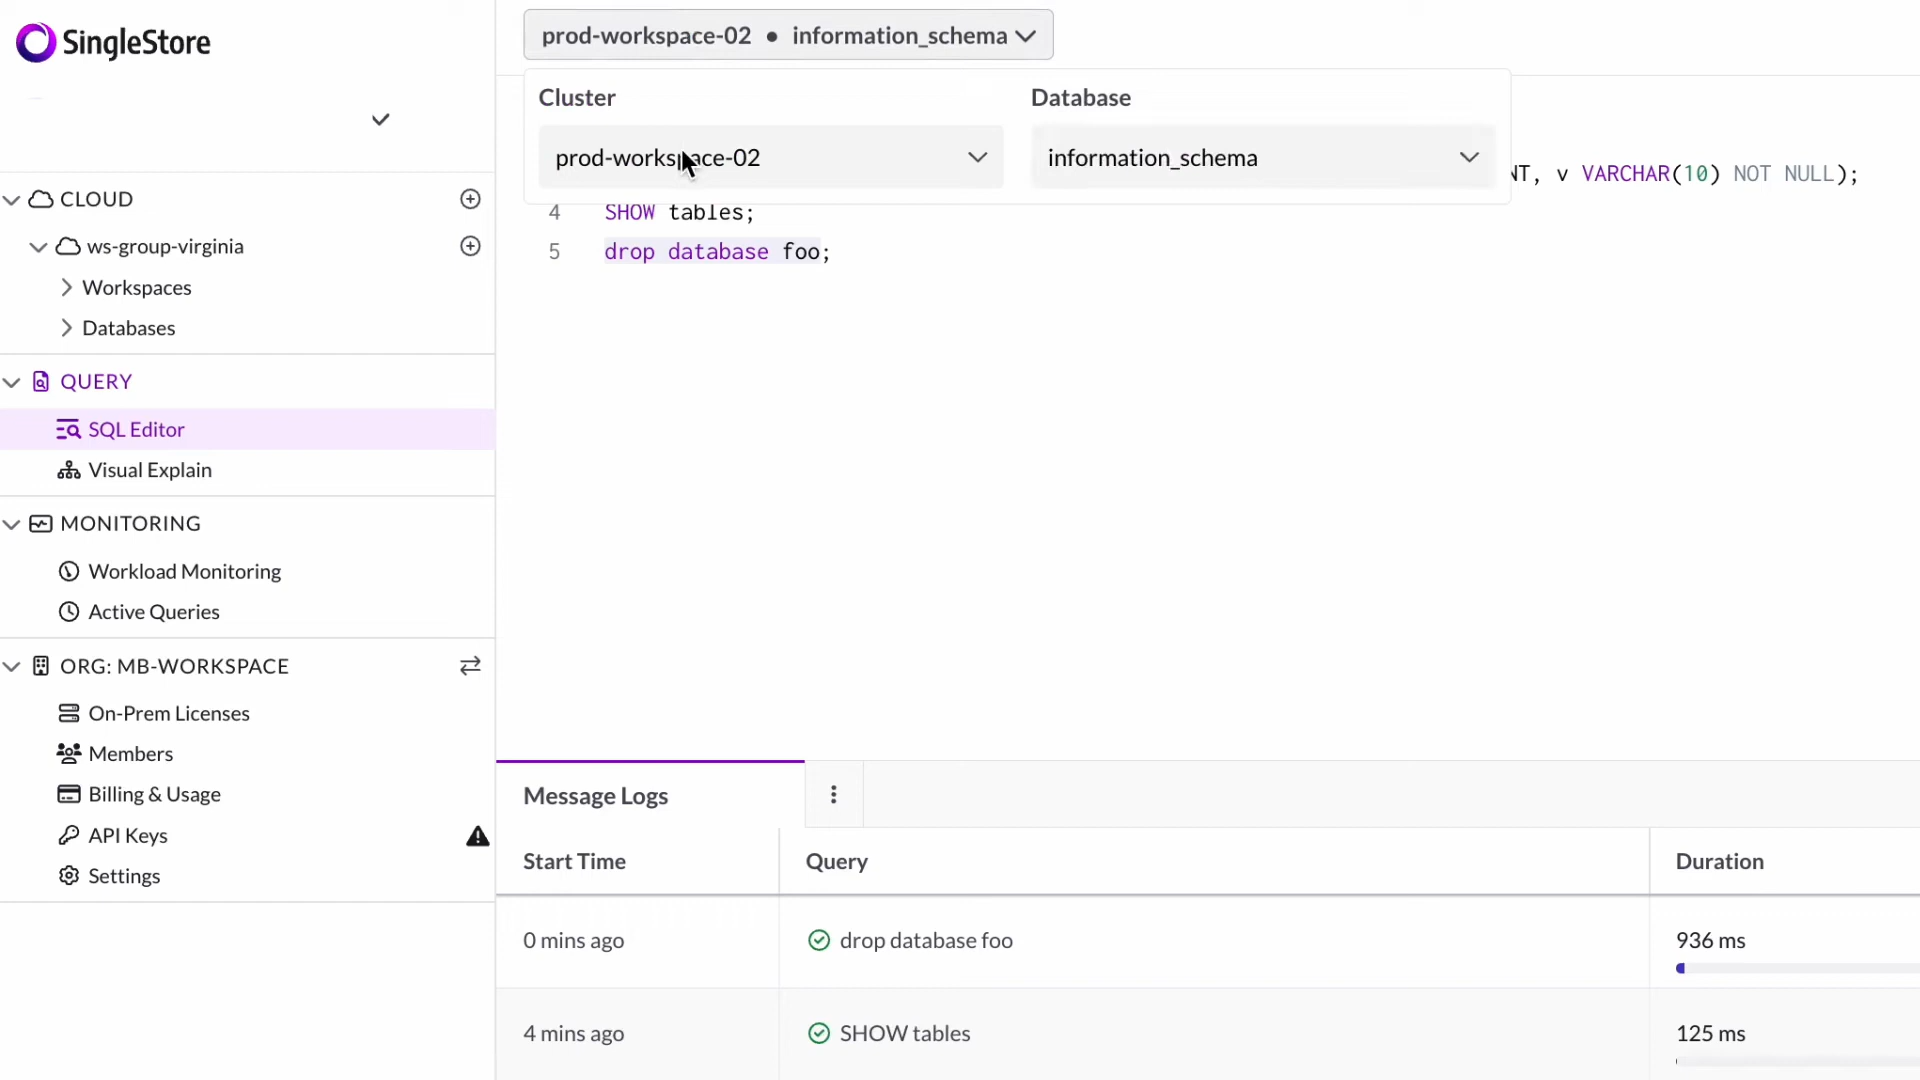 SingleStore
CLOUD
ws-group-virginia
Workspaces
Databases
QUERY
SQL Editor
Visual Explain
MONITORING
Workload Monitoring
Active Queries
ORG: MB-WORKSPACE
On-Prem Licenses
Members
Billing & Usage
API Keys
Settings
prod-workspace-02 • information_schema
Cluster
prod-workspace-02
Database
information_schema
v VARCHAR(10) NOT NULL);
4 SHOW tables;
5 drop database foo;
Message Logs
Start Time Query Duration
0 mins ago drop database foo 936 ms
4 mins ago SHOW tables 125 ms